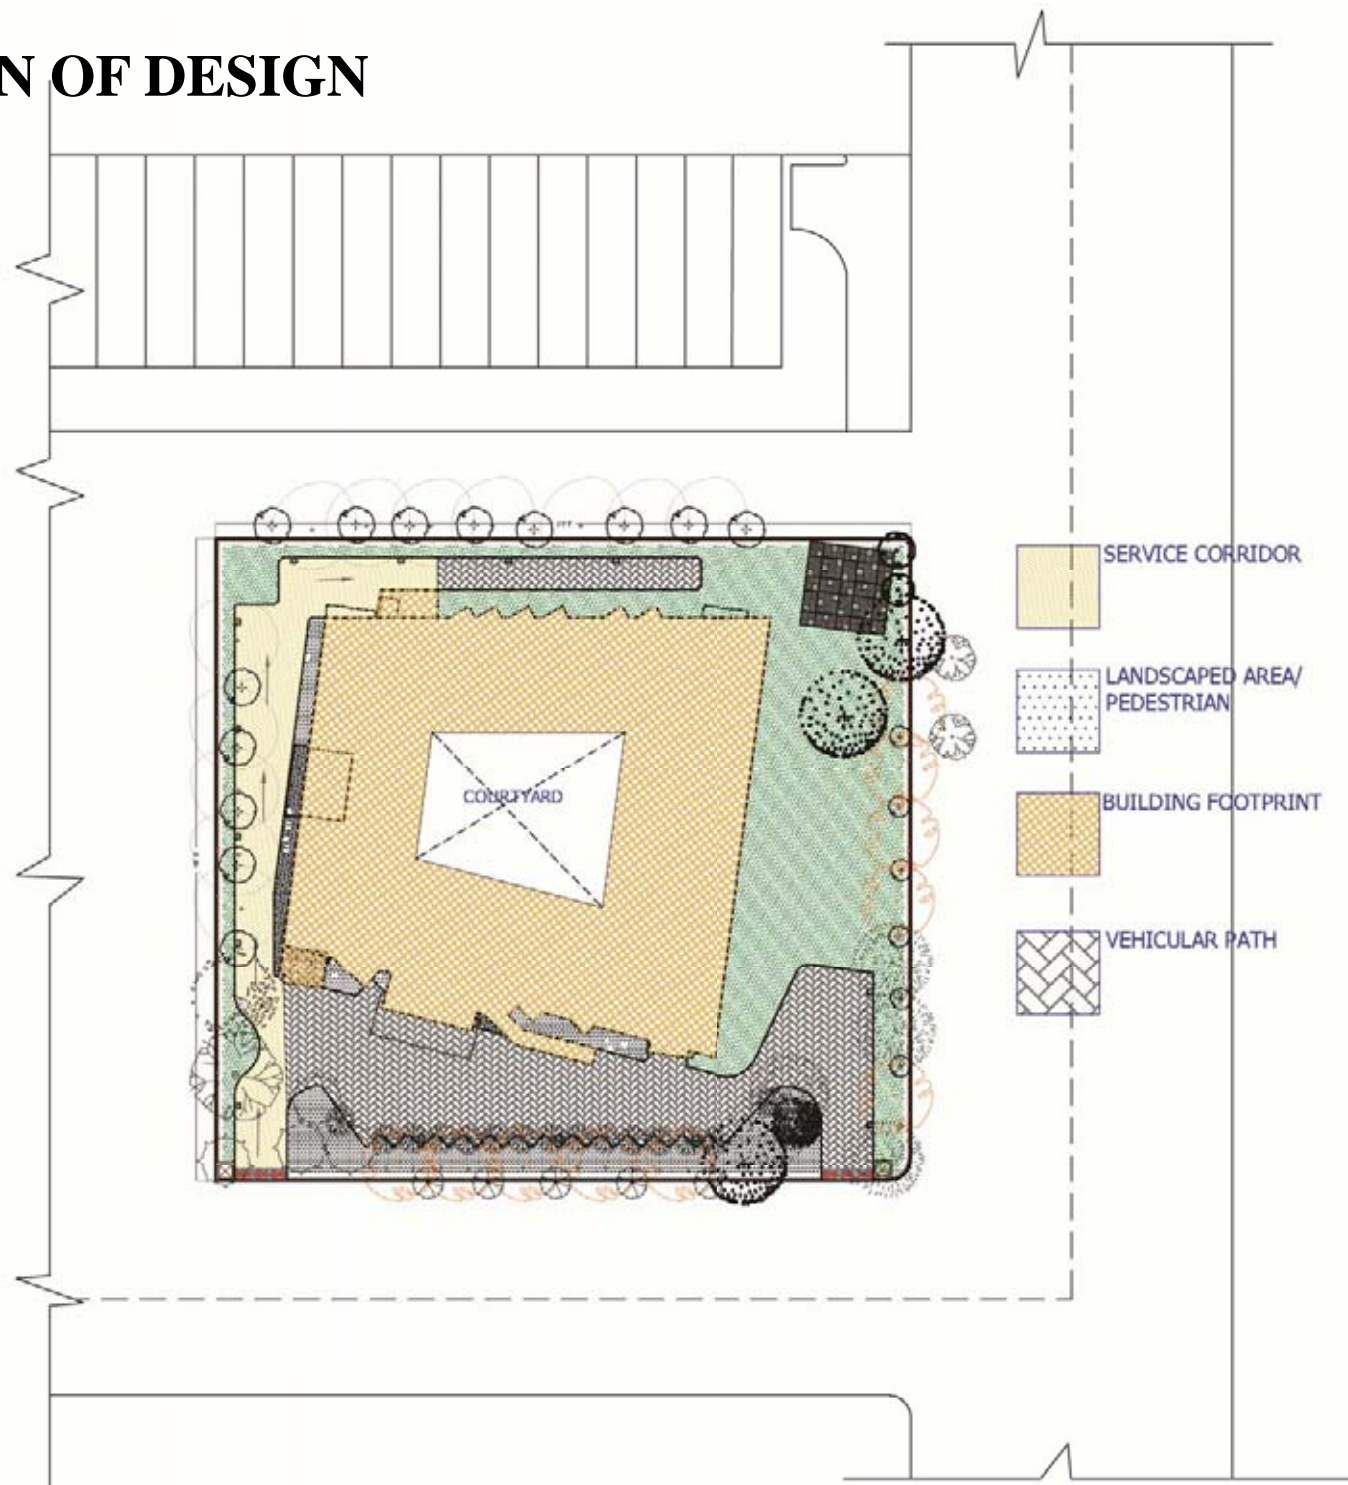 N OF DESIGN
SERVICE CORRIDOR
LANDSCAPED AREA/
PEDESTRIAN
COURTYARD
BUILDING FOOTPRINT
VEHICULAR PATH